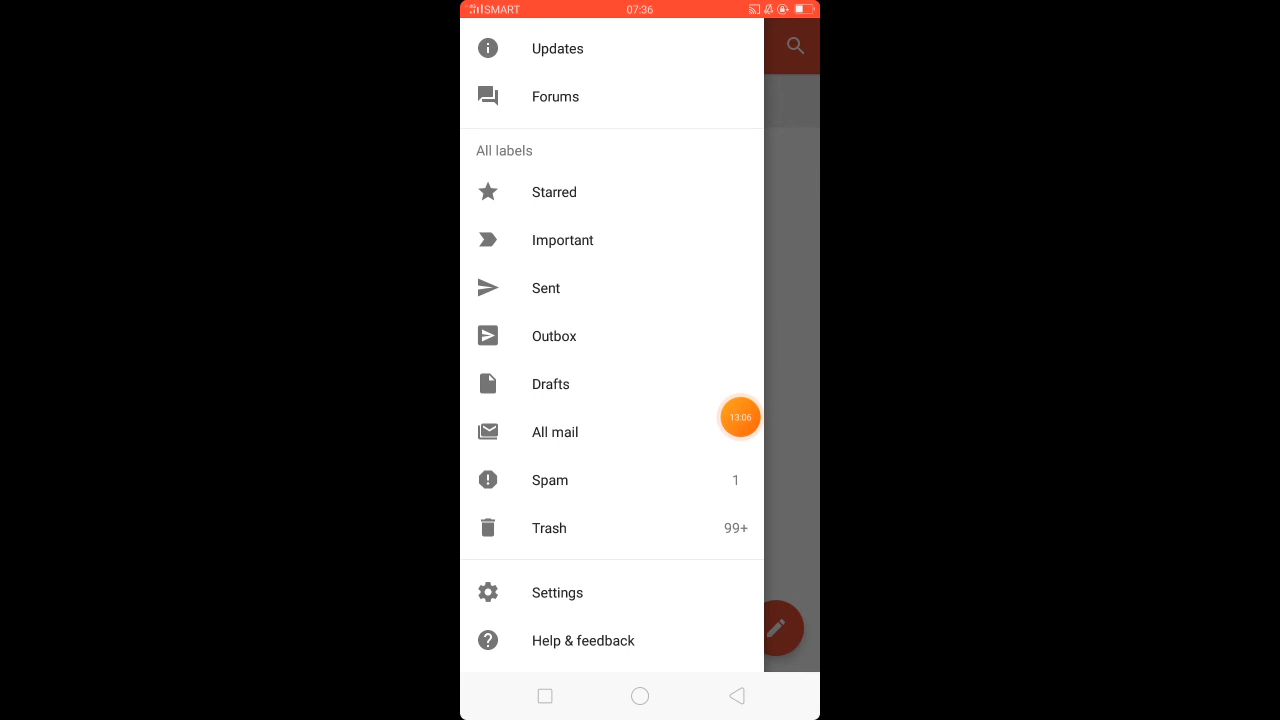 SMART 07:36
Updates
Forums
All labels
Starred
Important
Sent
Outbox
Drafts
13:06
All mail
Spam 1
Trash 99+
Settings
Help & feedback